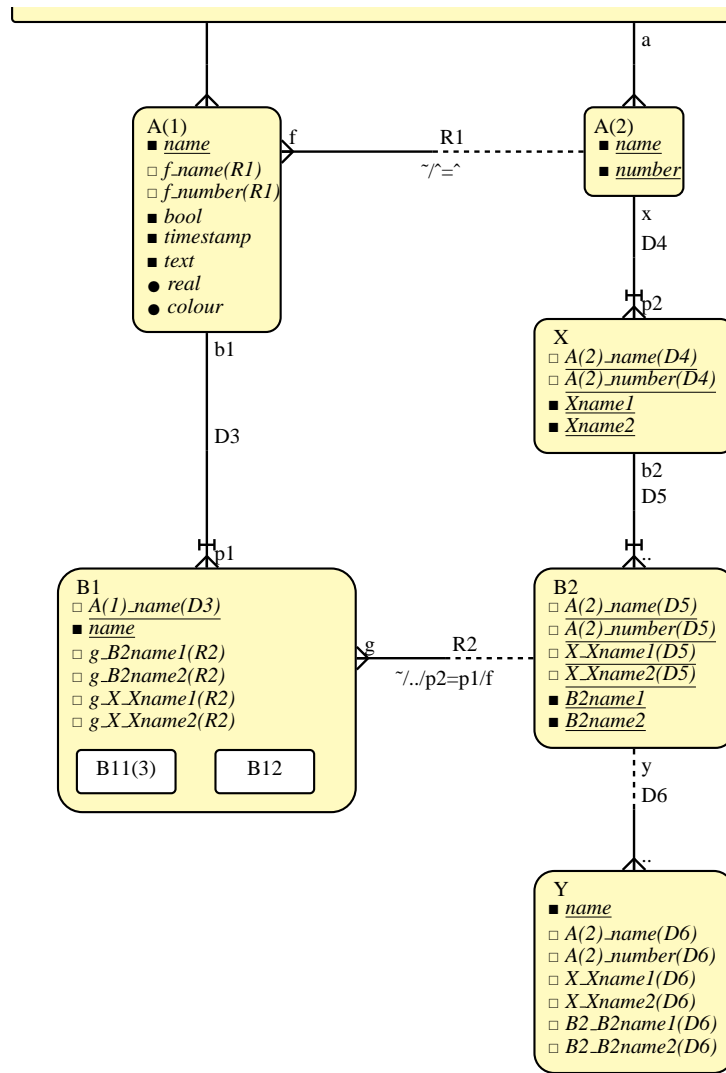 a
A(1)
■ name
□ f_name(R1)
□ f_number(R1)
■ bool
■ timestamp
■ text
● real
● colour
f
R1
˜/ˆ=ˆ
A(2)
■ name
■ number
x
D4
p2
b1
D3
p1
X
□ A(2)_name(D4)
□ A(2)_number(D4)
■ Xname1
■ Xname2
b2
D5
..
B1
□ A(1)_name(D3)
■ name
□ g_B2name1(R2)
□ g_B2name2(R2)
□ g_X_Xname1(R2)
□ g_X_Xname2(R2)
B11(3)
B12
g
R2
˜/../p2=p1/f
B2
□ A(2)_name(D5)
□ A(2)_number(D5)
□ X_Xname1(D5)
□ X_Xname2(D5)
■ B2name1
■ B2name2
y
D6
..
Y
■ name
□ A(2)_name(D6)
□ A(2)_number(D6)
□ X_Xname1(D6)
□ X_Xname2(D6)
□ B2_B2name1(D6)
□ B2_B2name2(D6)